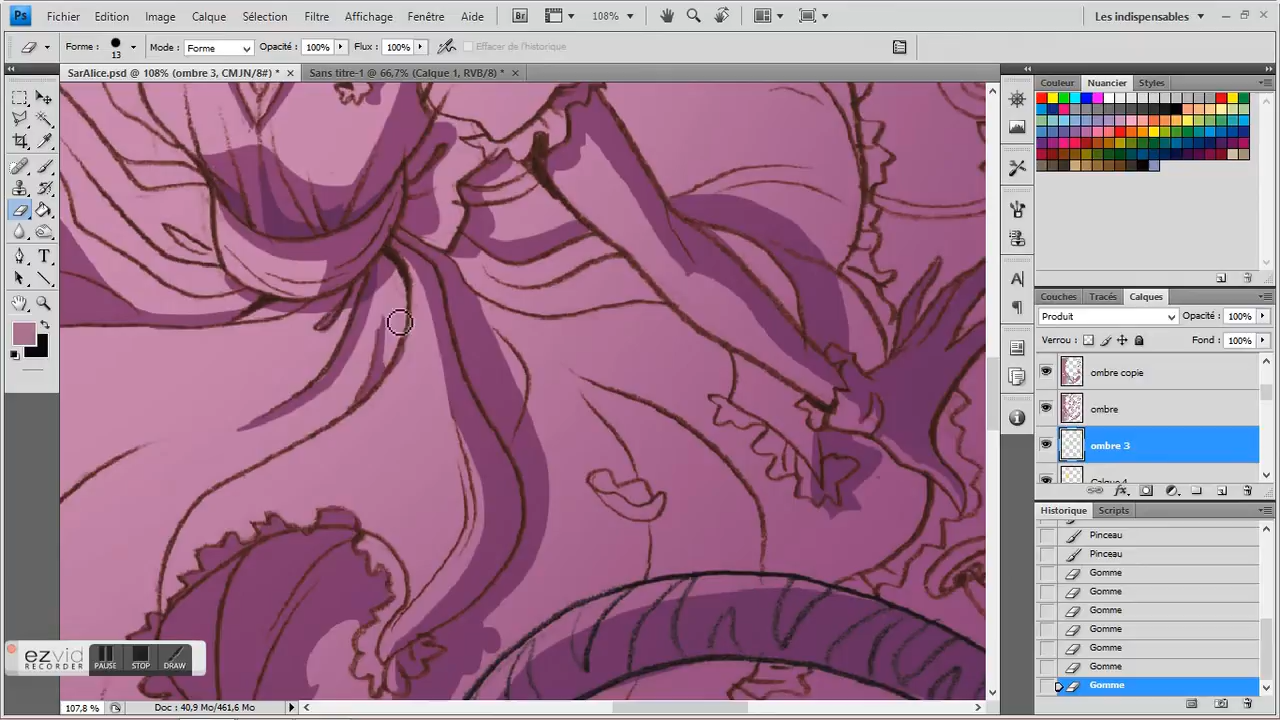 Ps Fichier Edition Image Calque Sélection Filtre Affichage Fenêtre Aide Br 108% Les indispensables
Forme : 13 Mode : Forme Opacité : 100% Flux : 100% Effacer de l'historique
SarAlice.psd @ 108% (ombre 3, CMJN/8#) * Sans titre-1 @ 66,7% (Calque 1, RVB/8) *
Couleur Nuancier Styles
Couches Tracés Calques
Produit Opacité : 100%
Verrou : Fond : 100%
ombre copie
ombre
ombre 3
Historique Scripts
Pinceau
Pinceau
Gomme
Gomme
Gomme
Gomme
Gomme
Gomme
Gomme
ezvid
RECORDER
PAUSE STOP DRAW
107,8 % Doc : 40,9 Mo/461,6 Mo